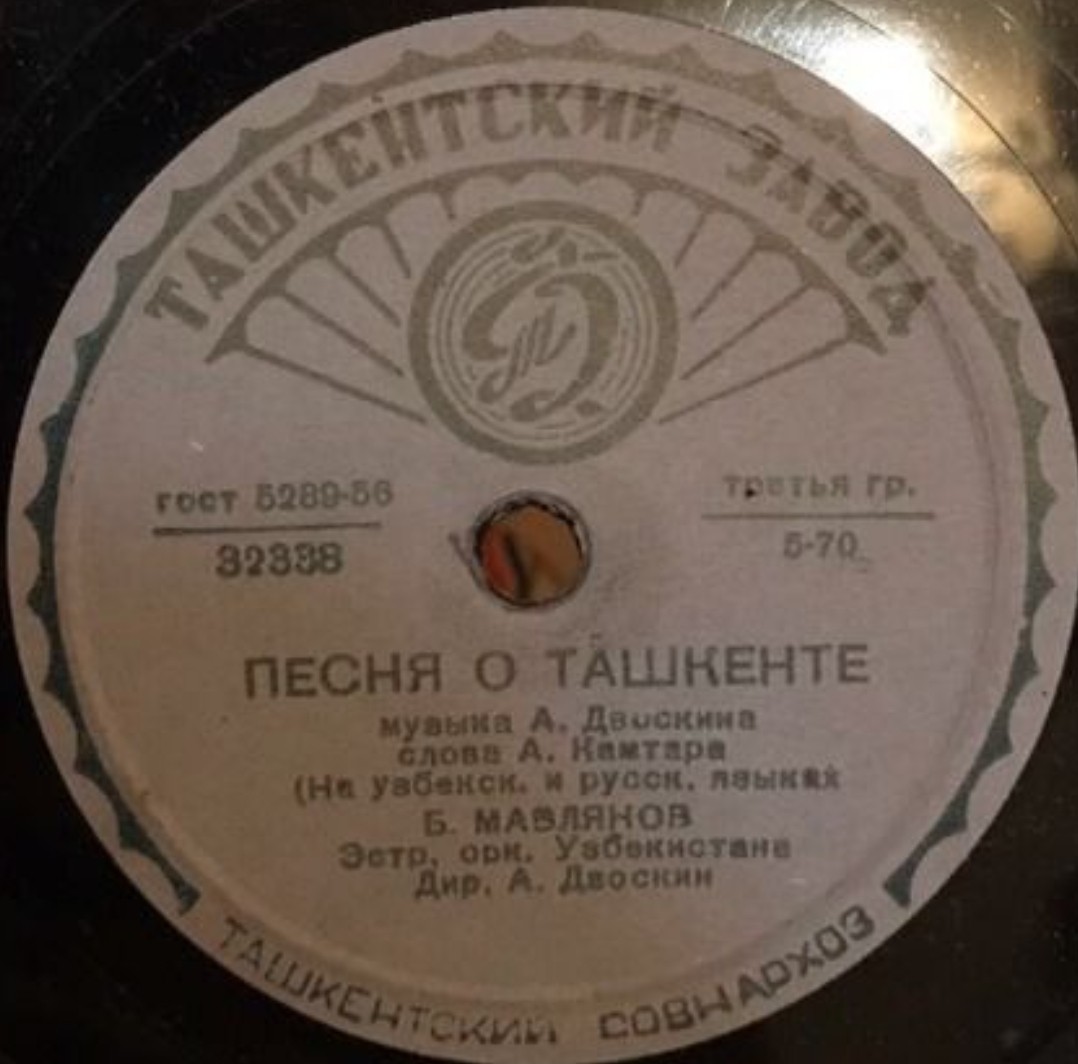 ТАШКЕНТСКИЙ ЗАВОД
гост 5289-56
32338
третья гр.
5-70
ПЕСНЯ О ТАШКЕНТЕ
музыка А. Двоскина
слова А. Камтара
(На узбекск. и русск. языках
Б. МАВЛЯНОВ
Эстр. орк. Узбекистана
Дир. А. Двоскин
ТАШКЕНТСКИЙ СОВНАРХОЗ